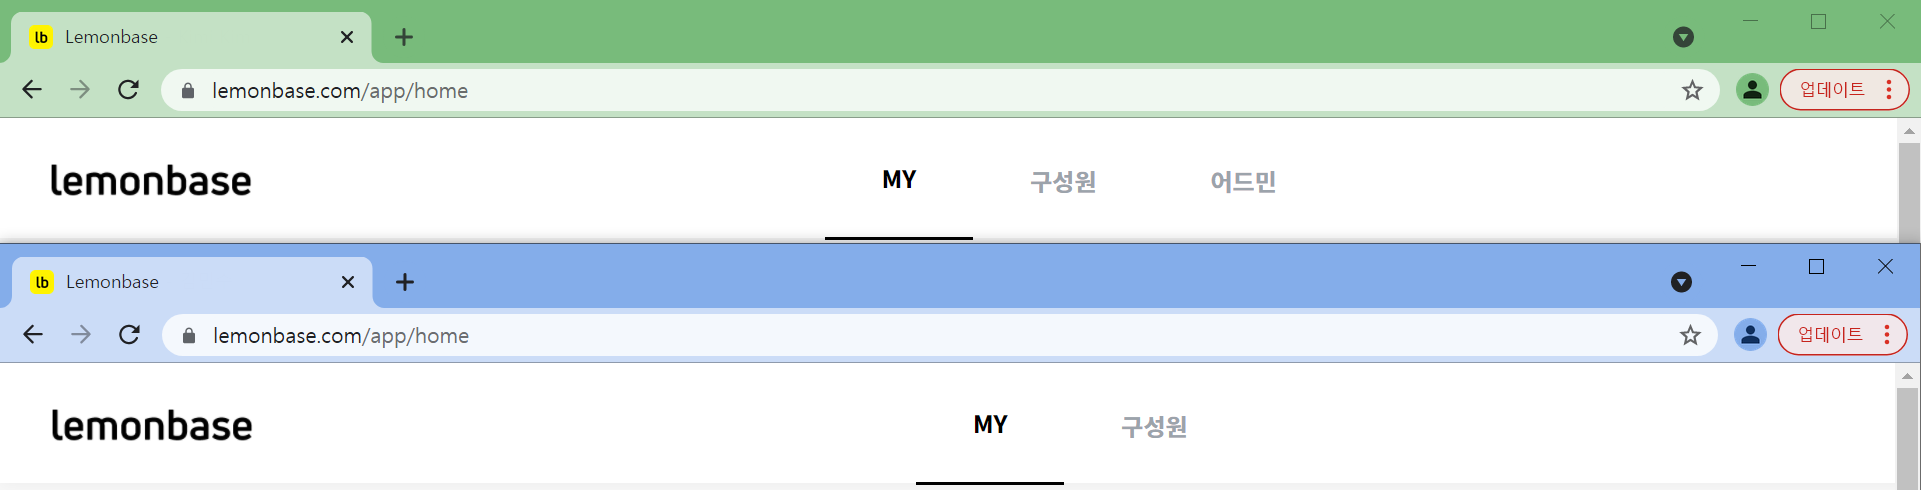 lb Lemonbase
lemonbase.com/app/home 업데이트
lemonbase MY 구성원 어드민
lb Lemonbase
lemonbase.com/app/home 업데이트
lemonbase MY 구성원